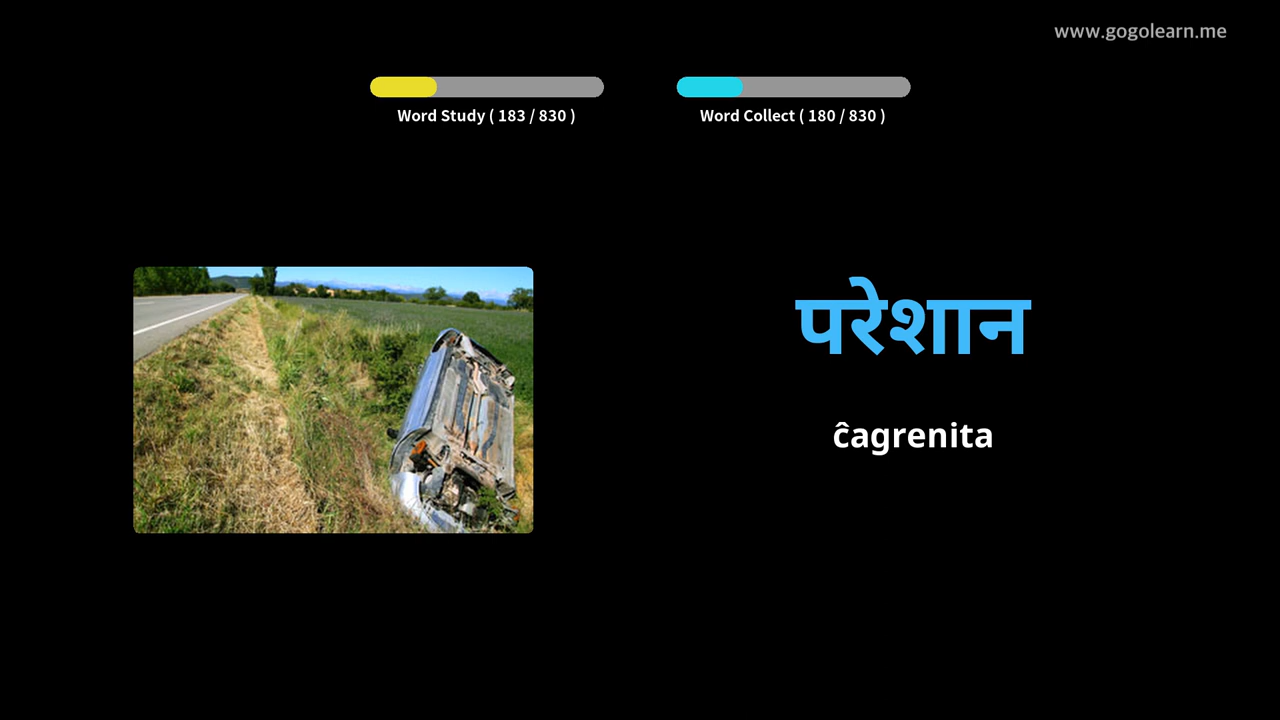 www.gogolearn.me
Word Study ( 183 / 830 )
Word Collect ( 180 / 830 )
परेशान
ĉagrenita